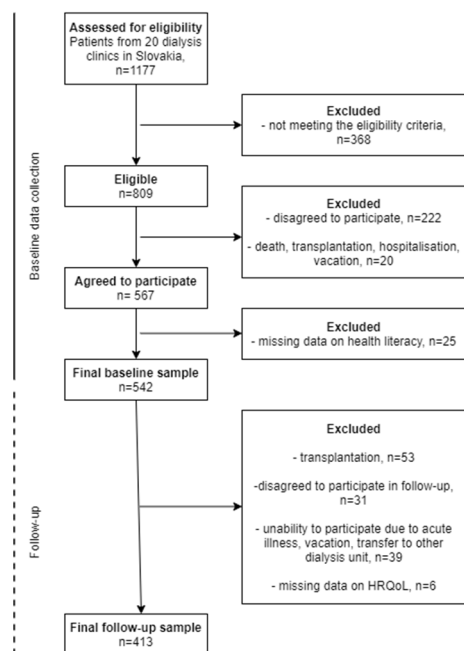 Assessed for eligibility
Patients from 20 dialysis
clinics in Slovakia,
n=1177
Excluded
- not meeting the eligibility criteria,
n=368
Eligible
n=809
Excluded
- disagreed to participate, n=222
- death, transplantation, hospitalisation,
vacation, n=20
Agreed to participate
n= 567
Excluded
- missing data on health literacy, n=25
Final baseline sample
n=542
Baseline data collection
Excluded
- transplantation, n=53
-disagreed to participate in follow-up,
n=31
- unability to participate due to acute
illness, vacation, transfer to other
dialysis unit, n=39
- missing data on HRQoL, n=6
Follow-up
Final follow-up sample
n=413